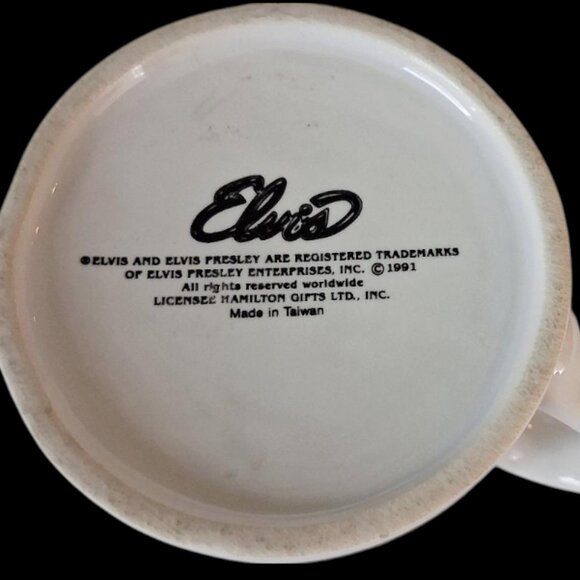 Elvis
®ELVIS AND ELVIS PRESLEY ARE REGISTERED TRADEMARKS
OF ELVIS PRESLEY ENTERPRISES, INC. ©1991
All rights reserved worldwide
LICENSEE HAMILTON GIFTS LTD., INC.
Made in Taiwan